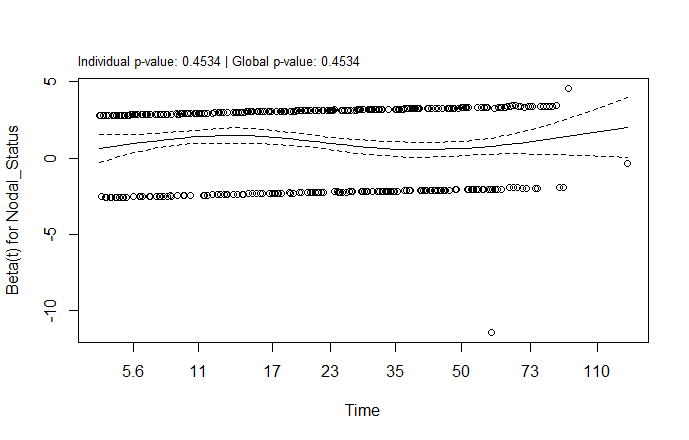 Individual p-value: 0.4534 | Global p-value: 0.4534
Beta(t) for Nodal_Status
5
0
-5
-10
5.6 11 17 23 35 50 73 110
Time